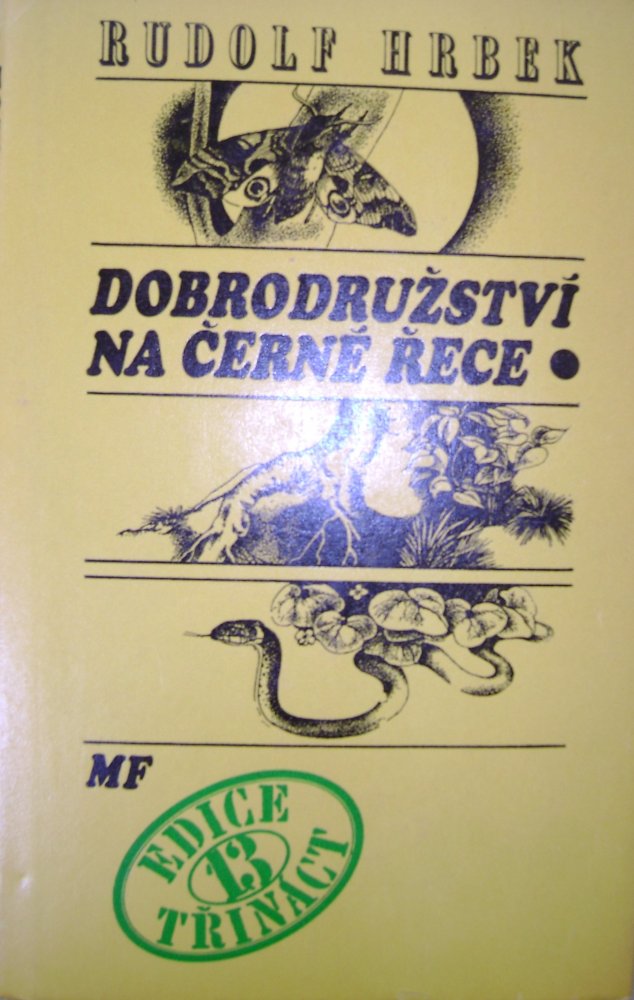 RUDOLF HRBEK
DOBRODRUŽSTVÍ
NA ČERNÉ ŘECE •
MF
EDICE
13
TŘINÁCT